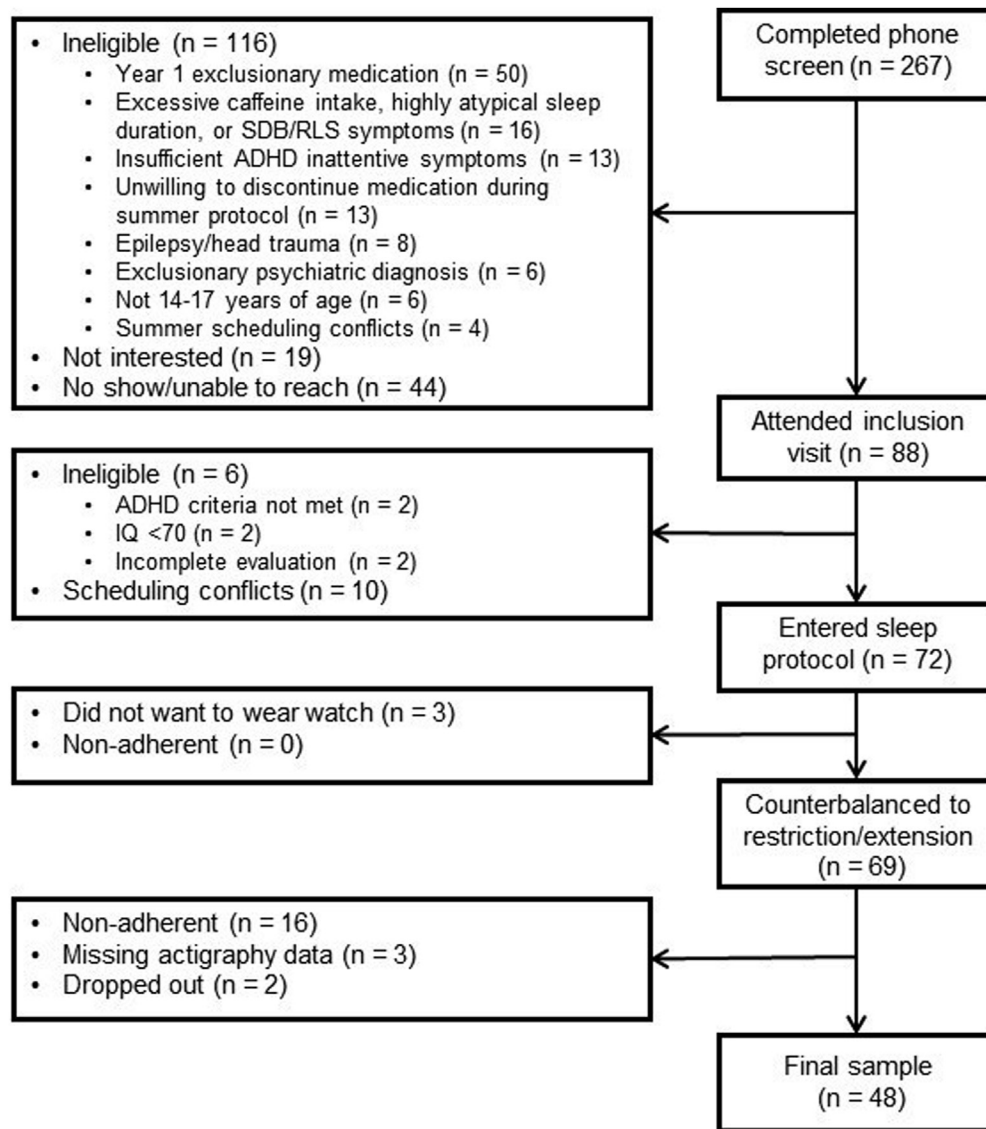 Completed phone
screen (n = 267)
• Ineligible (n = 116)
• Year 1 exclusionary medication (n = 50)
• Excessive caffeine intake, highly atypical sleep
duration, or SDB/RLS symptoms (n = 16)
• Insufficient ADHD inattentive symptoms (n = 13)
• Unwilling to discontinue medication during
summer protocol (n = 13)
• Epilepsy/head trauma (n = 8)
• Exclusionary psychiatric diagnosis (n = 6)
• Not 14-17 years of age (n = 6)
• Summer scheduling conflicts (n = 4)
• Not interested (n = 19)
• No show/unable to reach (n = 44)
Attended inclusion
visit (n = 88)
• Ineligible (n = 6)
• ADHD criteria not met (n = 2)
• IQ <70 (n = 2)
• Incomplete evaluation (n = 2)
• Scheduling conflicts (n = 10)
Entered sleep
protocol (n = 72)
• Did not want to wear watch (n = 3)
• Non-adherent (n = 0)
Counterbalanced to
restriction/extension
(n = 69)
• Non-adherent (n = 16)
• Missing actigraphy data (n = 3)
• Dropped out (n = 2)
Final sample
(n = 48)